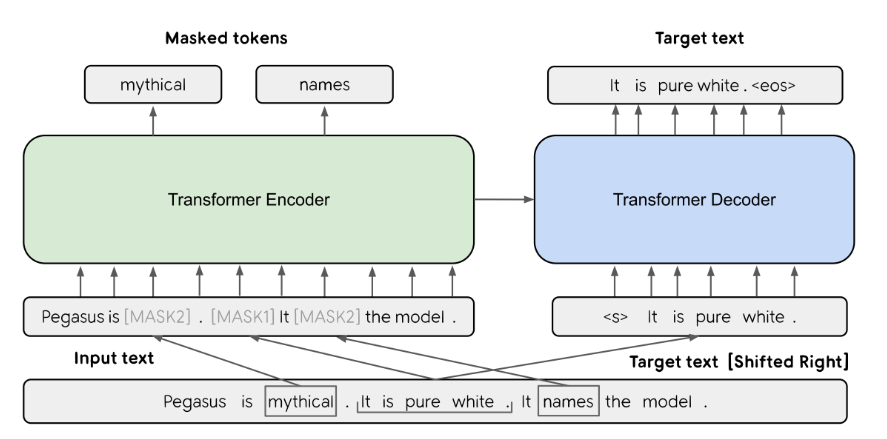 Masked tokens
Target text
mythical
names
It is pure white . <eos>
Transformer Encoder
Transformer Decoder
Pegasus is [MASK2] . [MASK1] It [MASK2] the model .
<s> It is pure white .
Input text
Target text [Shifted Right]
Pegasus is mythical . It is pure white . It names the model .